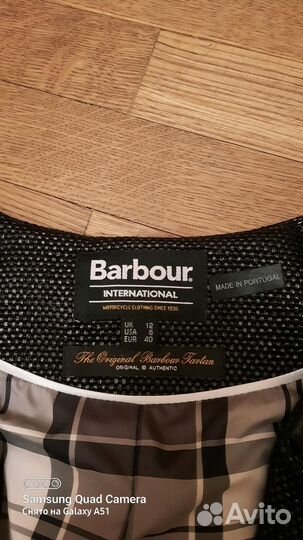 Barbour.
INTERNATIONAL
MOTORCYCLE CLOTHING SINCE 1936
MADE IN PORTUGAL
UK 12
USA 8
EUR 40
The Original Barbour Tartan
ORIGINAL & AUTHENTIC
Samsung Quad Camera
Снято на Galaxy A51
Avito